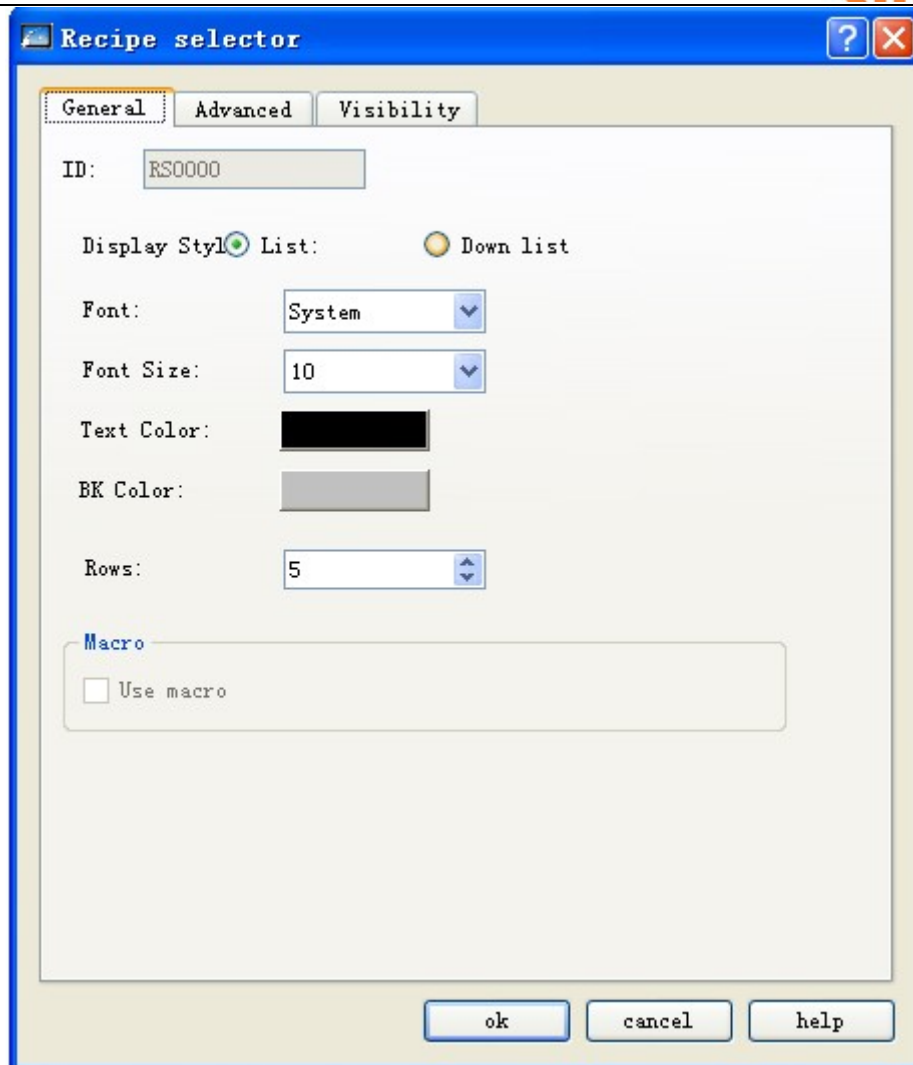 Recipe selector
General Advanced Visibility
ID: RS0000
Display Styl List: Down list
Font: System
Font Size: 10
Text Color:
BK Color:
Rows: 5
Macro
Use macro
ok cancel help